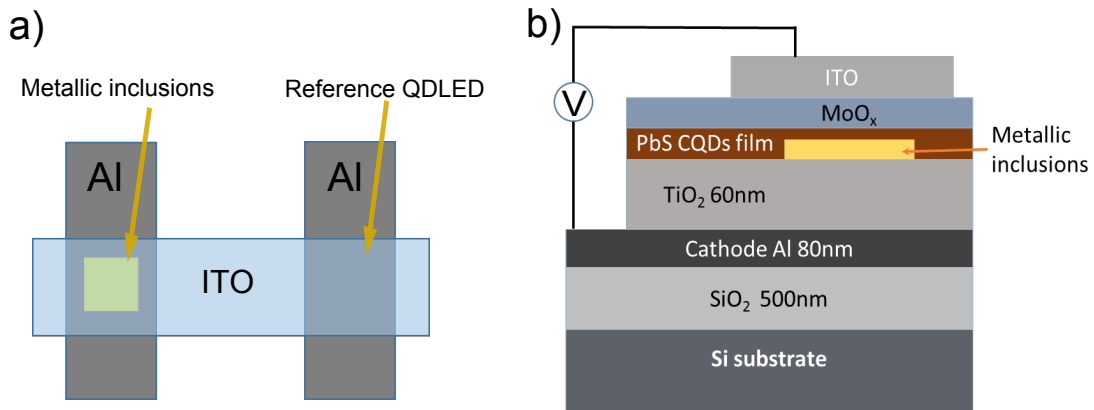 a)
Metallic inclusions
Reference QDLED
Al
Al
ITO
b)
V
ITO
MoOₓ
PbS CQDs film
Metallic
inclusions
TiO₂ 60nm
Cathode Al 80nm
SiO₂ 500nm
Si substrate